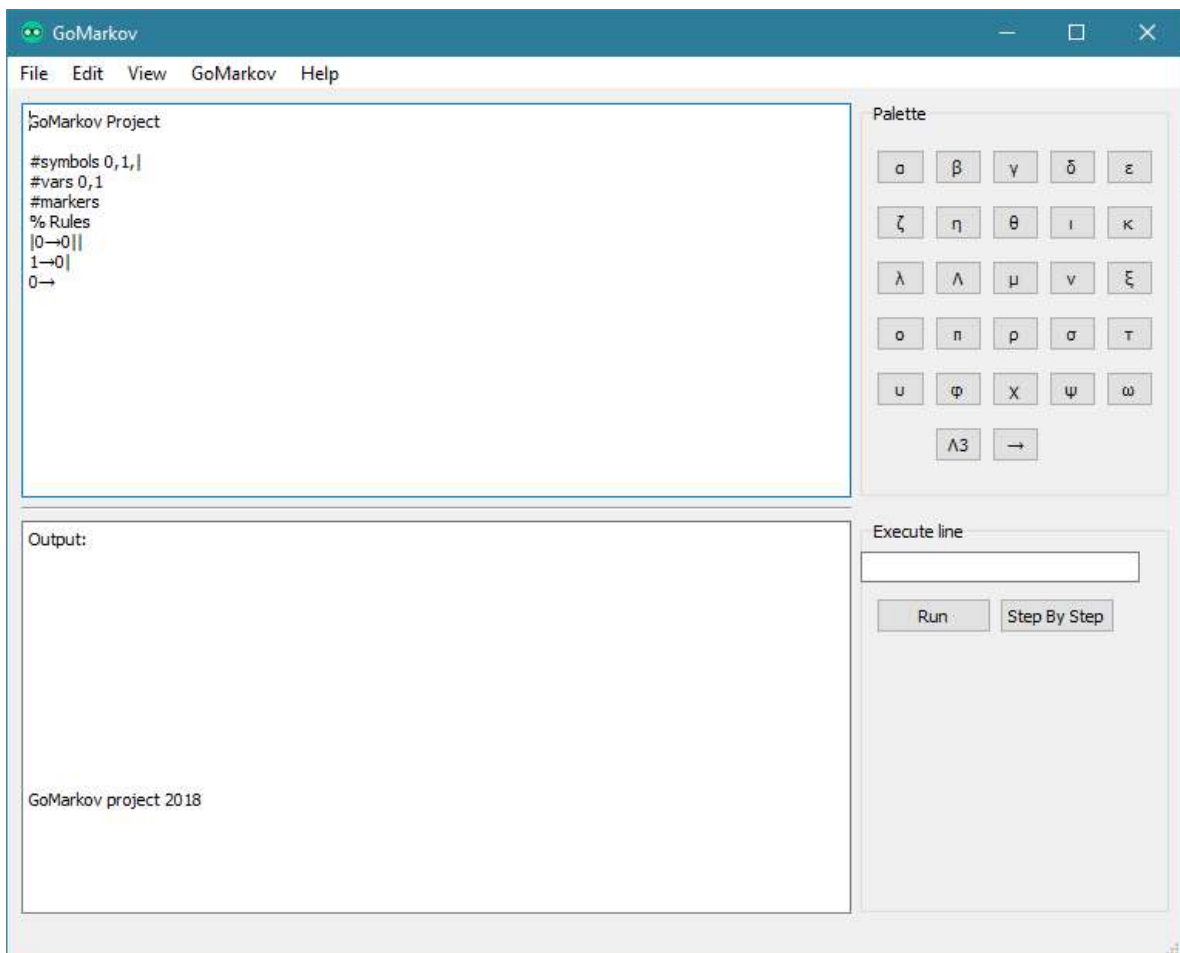 GoMarkov
File Edit View GoMarkov Help
GoMarkov Project
#symbols 0,1,|
#vars 0,1
#markers
% Rules
|0→0||
1→0|
0→
Palette
α β γ δ ε
ζ η θ ι κ
λ Λ μ ν ξ
ο π ρ σ τ
υ φ χ ψ ω
Λ3 →
Output:
GoMarkov project 2018
Execute line
Run Step By Step